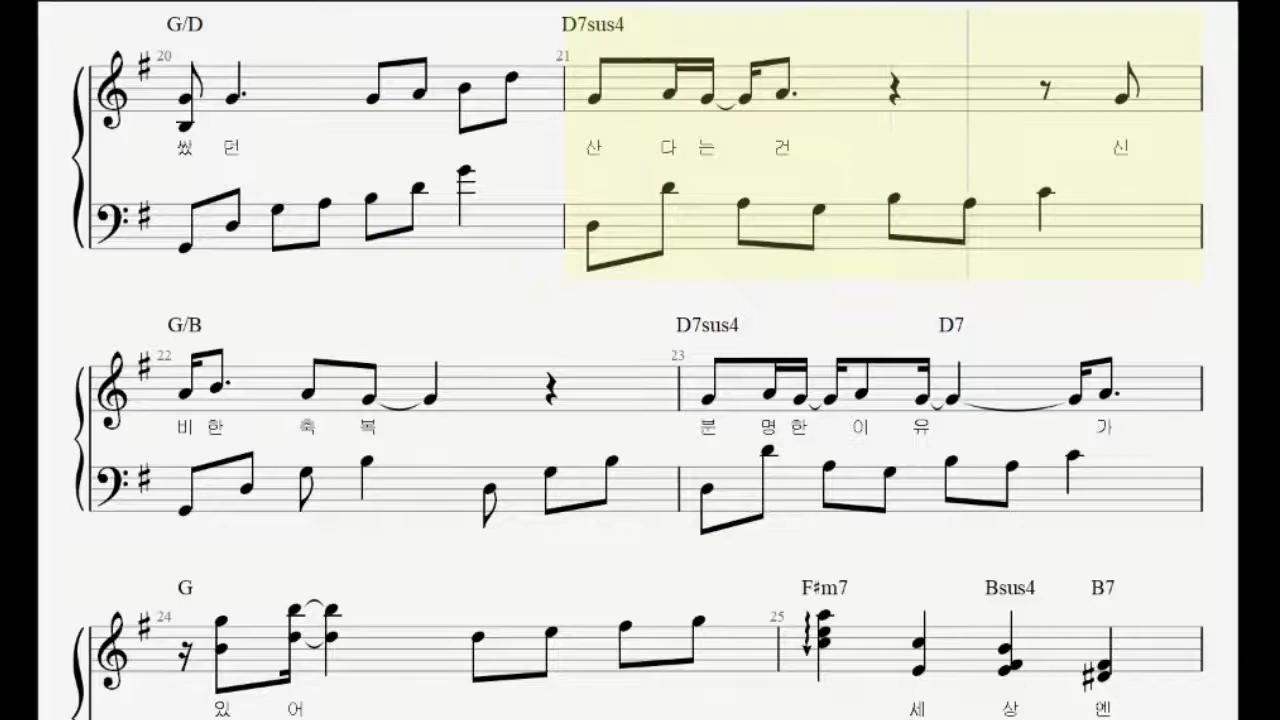 G/D D7sus4
20 21
씼 던 산 다 는 건 신
G/B D7sus4 D7
22 23
비 한 축 복 분 명 한 이 유 가
G F♯m7 Bsus4 B7
24 25
있 어 세 상 엔